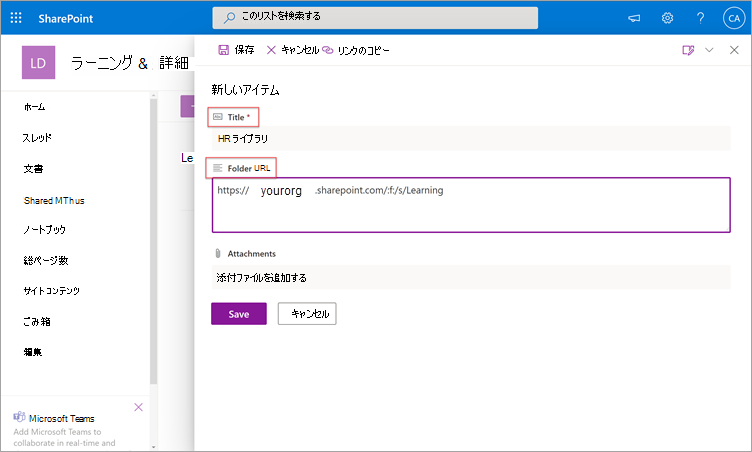 SharePoint
このリストを検索する
CA
LD
ラーニング & 詳細
保存
キャンセル
リンクのコピー
ホーム
スレッド
文書
Shared MThus
ノートブック
総ページ数
サイトコンテンツ
ごみ箱
編集
Le
新しいアイテム
Title *
HR ライブラリ
Folder URL
https:// yourorg .sharepoint.com/:f:/s/Learning
Attachments
添付ファイルを追加する
Save
キャンセル
Microsoft Teams
Add Microsoft Teams to
collaborate in real-time and